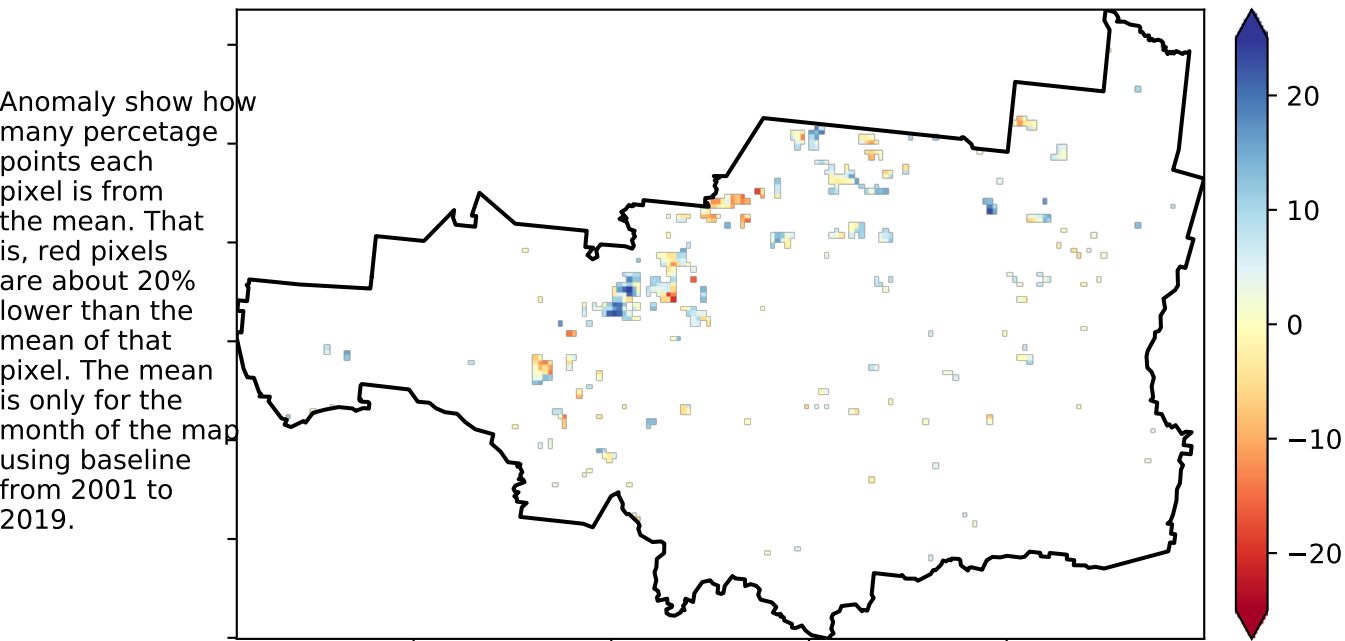 Anomaly show how
many percetage
points each
pixel is from
the mean. That
is, red pixels
are about 20%
lower than the
mean of that
pixel. The mean
is only for the
month of the map
using baseline
from 2001 to
2019.
20
10
0
−10
−20